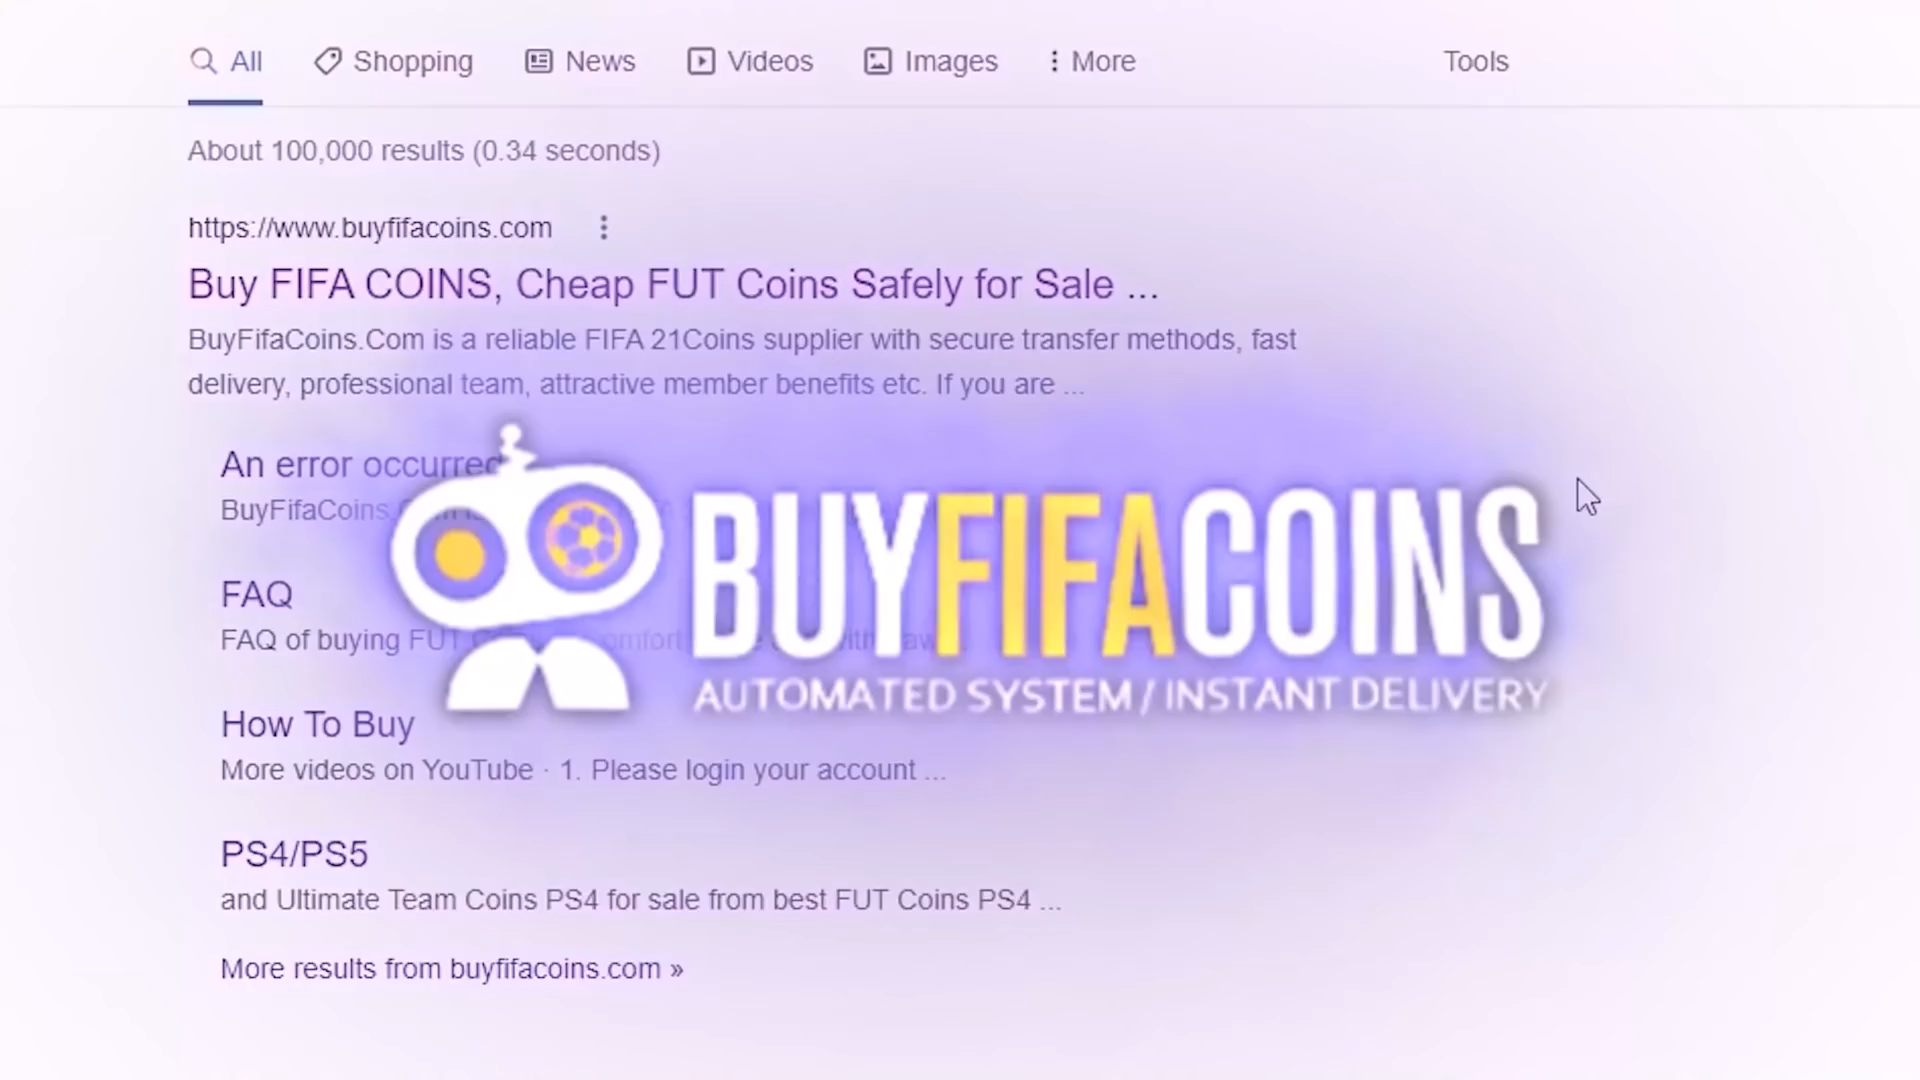 All Shopping News Videos Images More Tools
About 100,000 results (0.34 seconds)
https://www.buyfifacoins.com
Buy FIFA COINS, Cheap FUT Coins Safely for Sale ...
BuyFifaCoins.Com is a reliable FIFA 21Coins supplier with secure transfer methods, fast
delivery, professional team, attractive member benefits etc. If you are ...
An error occurred
BuyFifaCoins
BUYFIFACOINS
FAQ
FAQ of buying FUT
AUTOMATED SYSTEM / INSTANT DELIVERY
How To Buy
More videos on YouTube · 1. Please login your account ...
PS4/PS5
and Ultimate Team Coins PS4 for sale from best FUT Coins PS4 ...
More results from buyfifacoins.com »